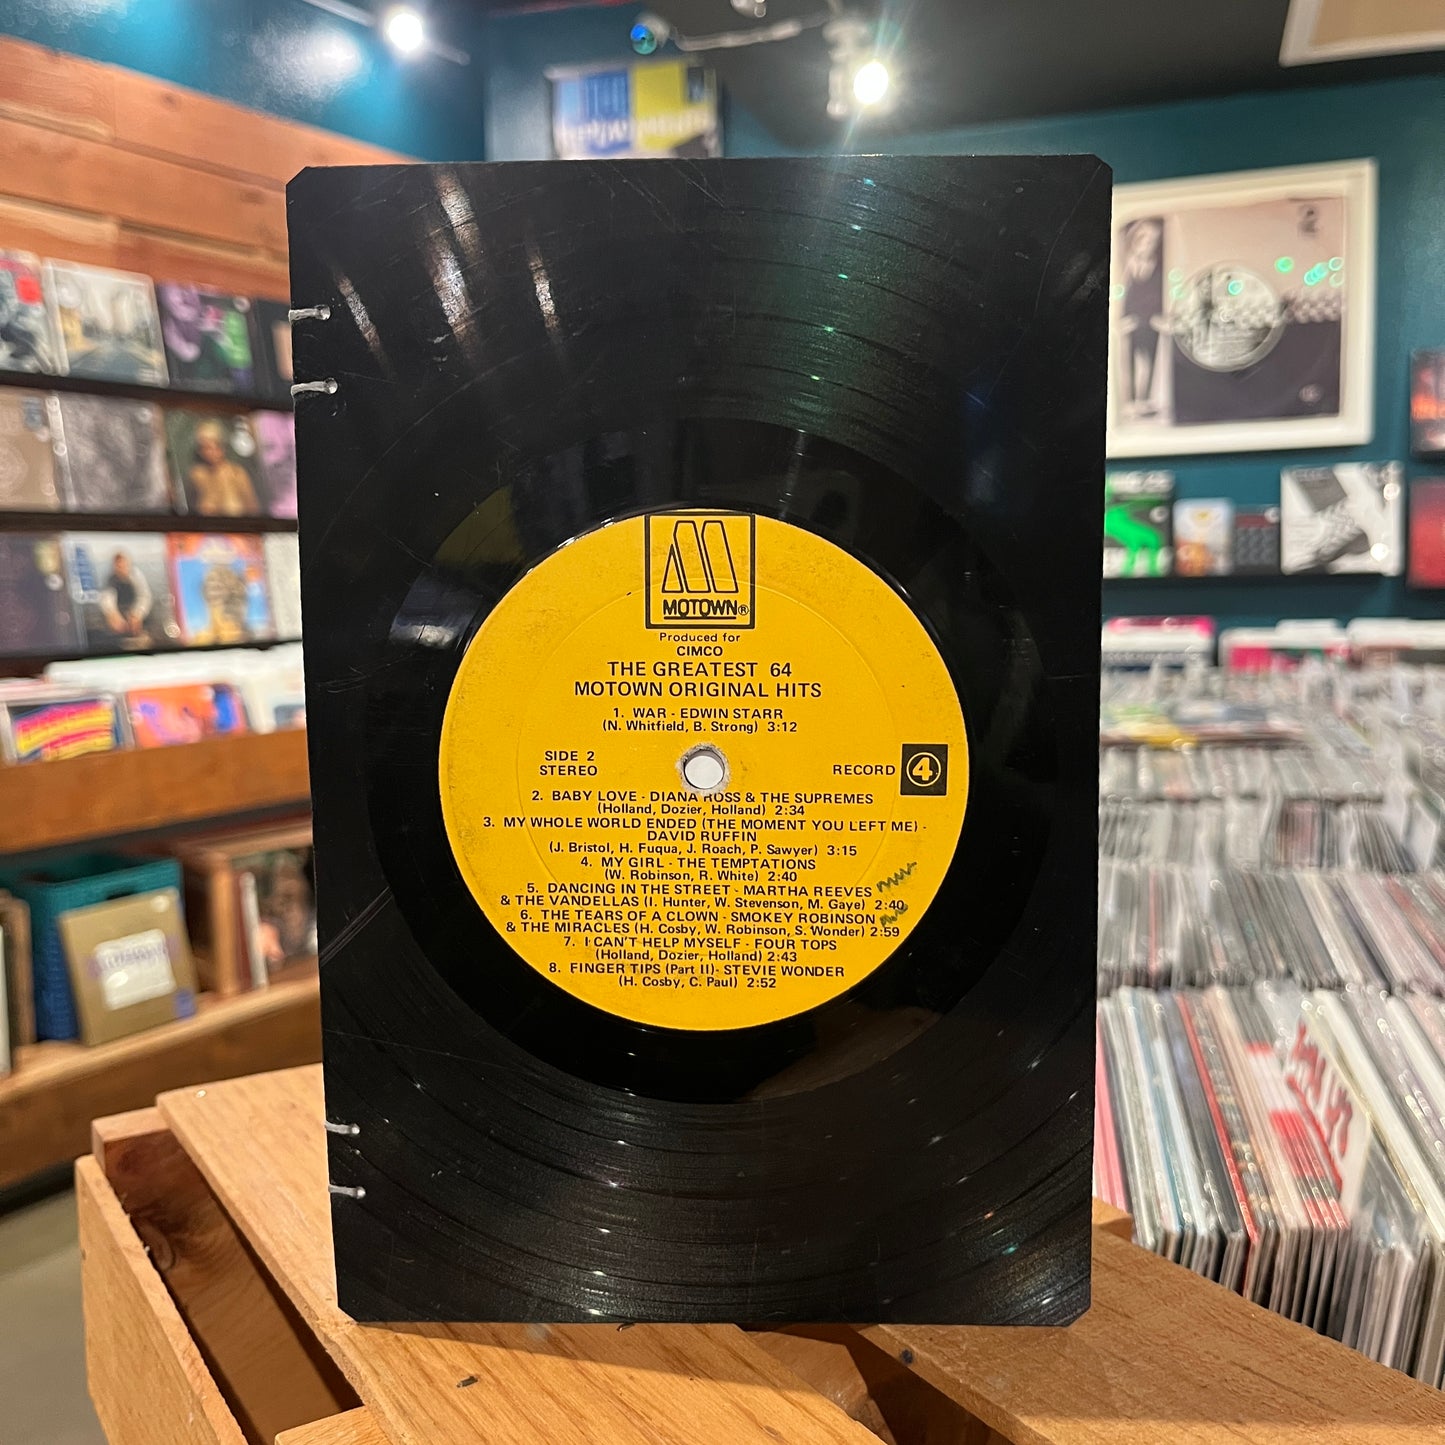 MOTOWN®
Produced for
CIMCO
THE GREATEST 64
MOTOWN ORIGINAL HITS
1. WAR - EDWIN STARR
(N. Whitfield, B. Strong) 3:12
SIDE 2
STEREO
RECORD 4
2. BABY LOVE - DIANA ROSS & THE SUPREMES
(Holland, Dozier, Holland) 2:34
3. MY WHOLE WORLD ENDED (THE MOMENT YOU LEFT ME) -
DAVID RUFFIN
(J. Bristol, H. Fuqua, J. Roach, P. Sawyer) 3:15
4. MY GIRL - THE TEMPTATIONS
(W. Robinson, R. White) 2:40
5. DANCING IN THE STREET - MARTHA REEVES
& THE VANDELLAS (I. Hunter, W. Stevenson, M. Gaye) 2:40
6. THE TEARS OF A CLOWN - SMOKEY ROBINSON
& THE MIRACLES (H. Cosby, W. Robinson, S. Wonder) 2:59
7. I CAN'T HELP MYSELF - FOUR TOPS
(Holland, Dozier, Holland) 2:43
8. FINGER TIPS (Part II)- STEVIE WONDER
(H. Cosby, C. Paul) 2:52